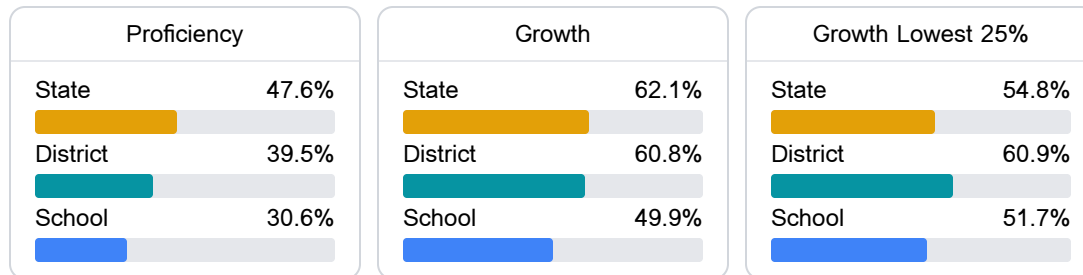 Proficiency
State 47.6%
District 39.5%
School 30.6%
Growth
State 62.1%
District 60.8%
School 49.9%
Growth Lowest 25%
State 54.8%
District 60.9%
School 51.7%